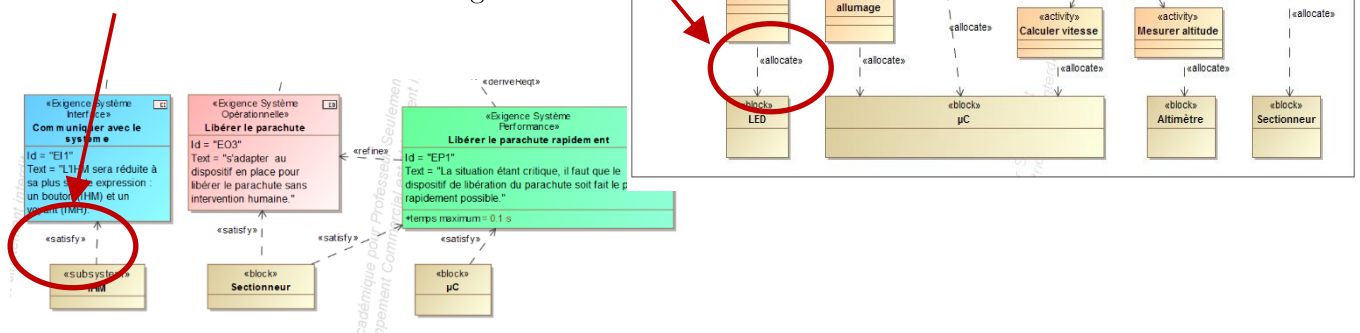 allumage
«allocate»
«allocate»
«activity»
Calculer vitesse
«activity»
Mesurer altitude
«allocate»
«allocate»
«allocate»
«allocate»
«block»
LED
«block»
µC
«block»
Altimètre
«block»
Sectionneur
«deriveReqt»
«Exigence Système
Interface»
Communiquer avec le
système
Id = "EI1"
Text = "L'IHM sera réduite à
sa plus simple expression :
un bouton (IHM) et un
voyant (IMH).
«Exigence Système
Opérationnelle»
Libérer le parachute
Id = "EO3"
Text = "s'adapter au
dispositif en place pour
libérer le parachute sans
intervention humaine."
«refine»
«Exigence Système
Performance»
Libérer le parachute rapidement
Id = "EP1"
Text = "La situation étant critique, il faut que le
dispositif de libération du parachute soit fait le p
rapidement possible."
+temps maximum = 0.1 s
«satisfy»
«satisfy»
«satisfy»
«satisfy»
«subsystem»
IHM
«block»
Sectionneur
«block»
µC